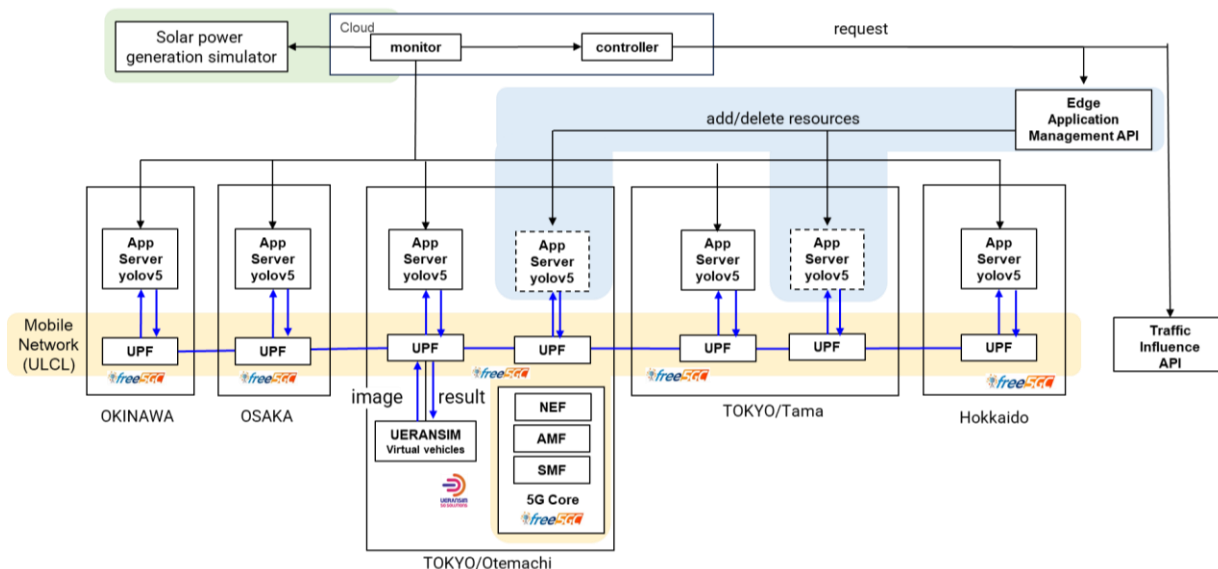 Solar power
generation simulator
Cloud
monitor
controller
request
Edge
Application
Management API
add/delete resources
App
Server
yolov5
App
Server
yolov5
App
Server
yolov5
App
Server
yolov5
App
Server
yolov5
App
Server
yolov5
App
Server
yolov5
Mobile
Network
(ULCL)
UPF
UPF
UPF
UPF
UPF
UPF
UPF
Traffic
Influence
API
free5GC
free5GC
free5GC
free5GC
free5GC
OKINAWA
OSAKA
image
result
TOKYO/Tama
Hokkaido
UERANSIM
Virtual vehicles
UERANSIM
5G SOLUTIONS
NEF
AMF
SMF
5G Core
free5GC
TOKYO/Otemachi